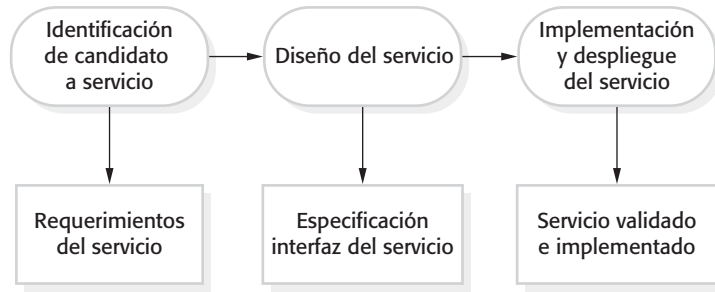 Identificación
de candidato
a servicio
Diseño del servicio
Implementación
y despliegue
del servicio
Requerimientos
del servicio
Especificación
interfaz del servicio
Servicio validado
e implementado